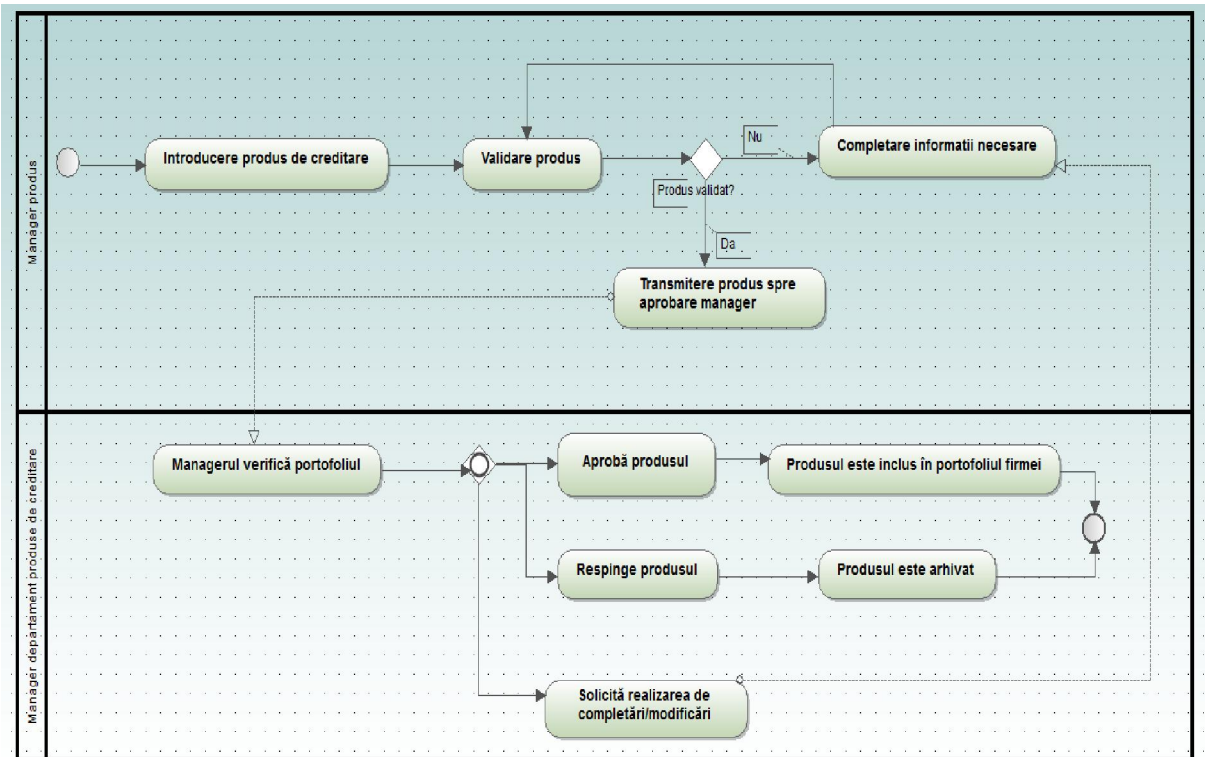 Manager produs
Introducere produs de creditare
Validare produs
Nu
Completare informatii necesare
Produs validat?
Da
Transmitere produs spre
aprobare manager
Manager departament produse de creditare
Managerul verifică portofoliul
Aprobă produsul
Produsul este inclus în portofoliul firmei
Respinge produsul
Produsul este arhivat
Solicită realizarea de
completări/modificări